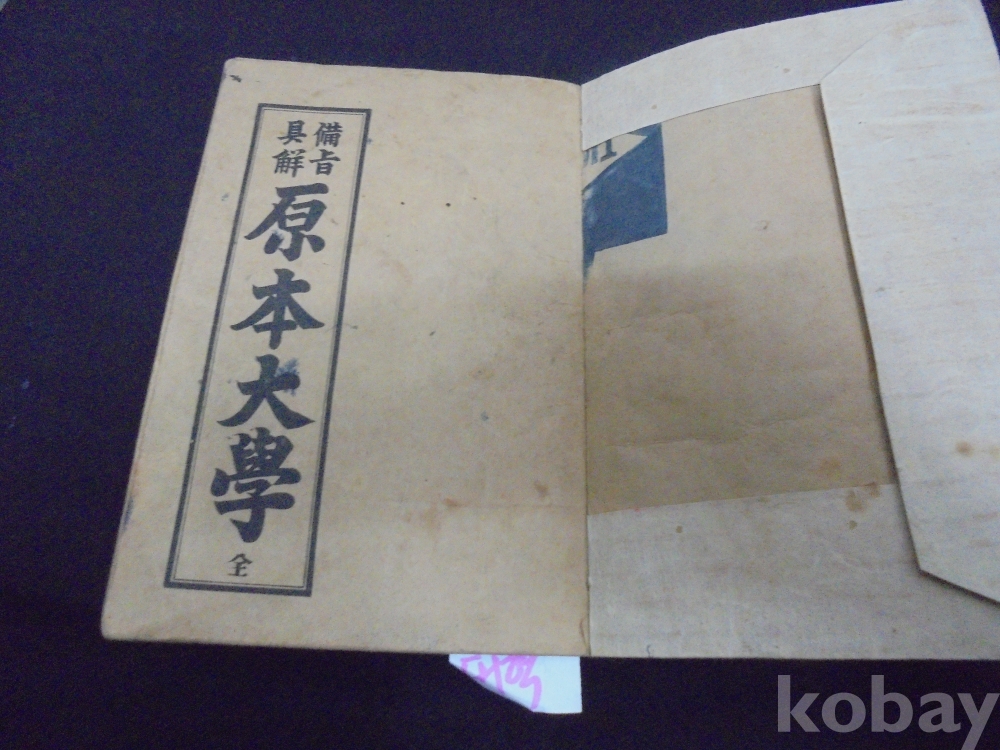 備旨
具解
原本大學
全
kobay